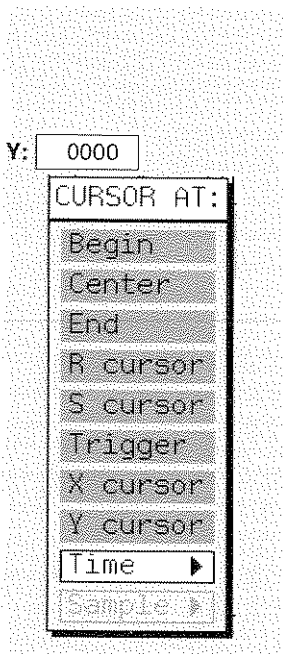 Y: 0000
CURSOR AT:
Begin
Center
End
R cursor
S cursor
Trigger
X cursor
Y cursor
Time ▶
Sample ▶